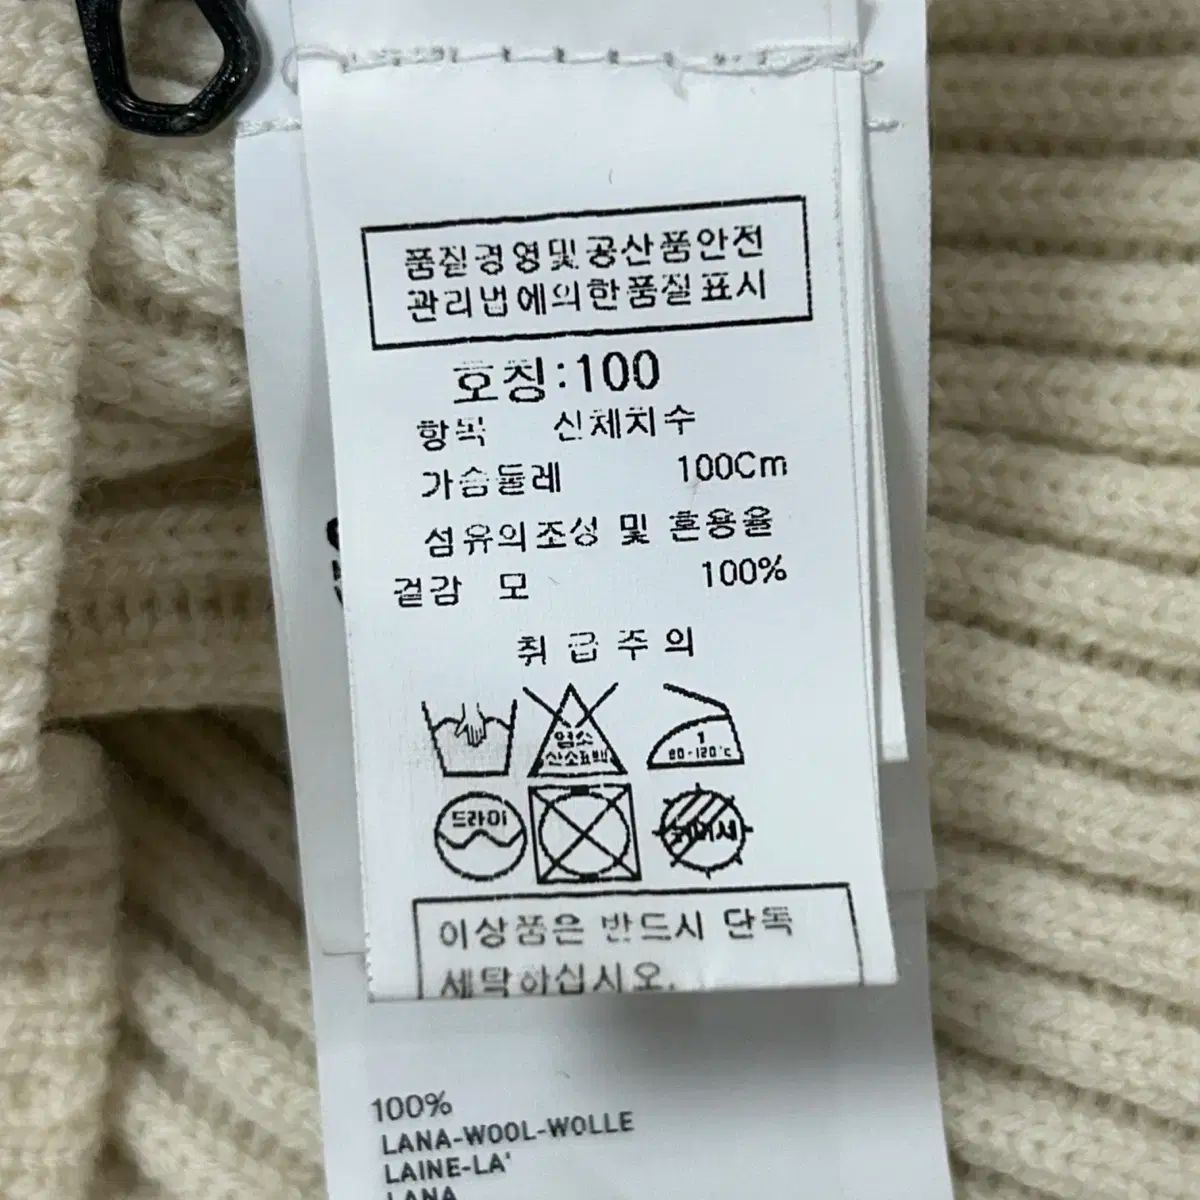 품질경영및공산품안전
관리법에의한품질표시
호칭:100
항목 신체치수
가슴둘레 100Cm
섬유의조성 및 혼용율
겉감 모 100%
취급주의
염소
산소표백
1
80-120℃
드라이
이상품은 반드시 단독
세탁하십시오.
100%
LANA-WOOL-WOLLE
LAINE-LA'
LANA